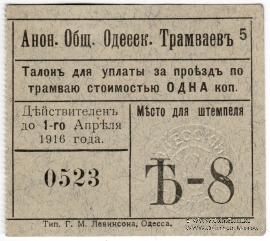 Анон. Общ. Одесск. Трамваевъ 5
Талонъ для уплаты за проѣздъ по
трамваю стоимостью ОДНА коп.
Дѣйствителенъ
до 1-го Апрѣля
1916 года.
Мѣсто для штемпеля
0523
Ѣ-8
Тип. Г. М. Левинсона, Одесса.